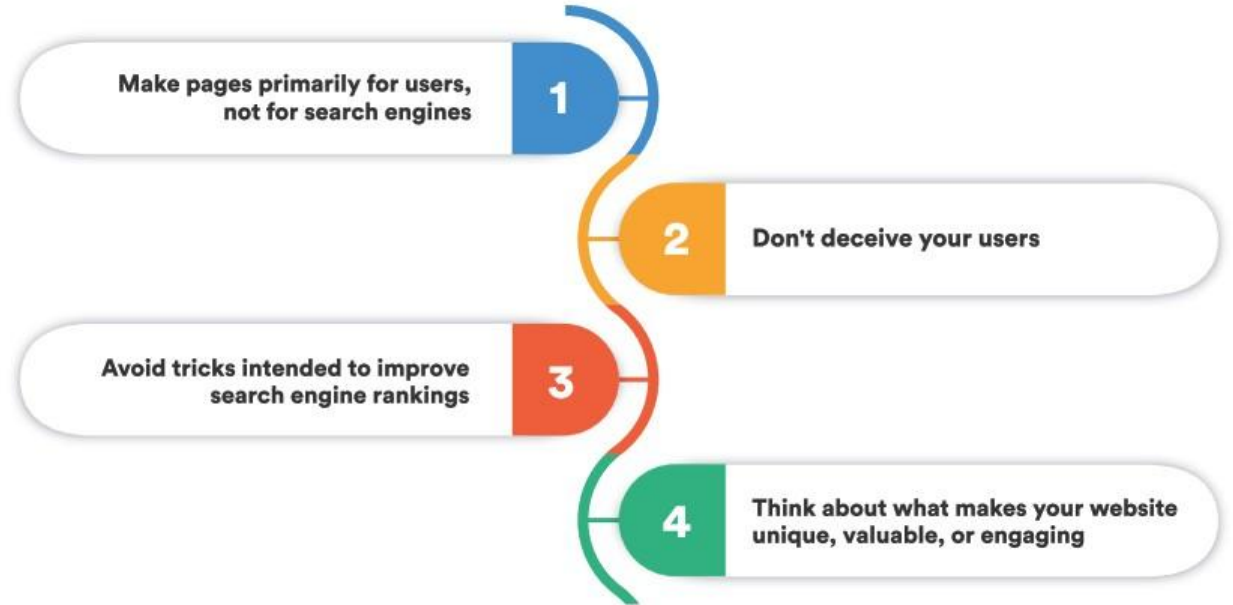 Make pages primarily for users,
not for search engines
1
2
Don't deceive your users
Avoid tricks intended to improve
search engine rankings
3
4
Think about what makes your website
unique, valuable, or engaging